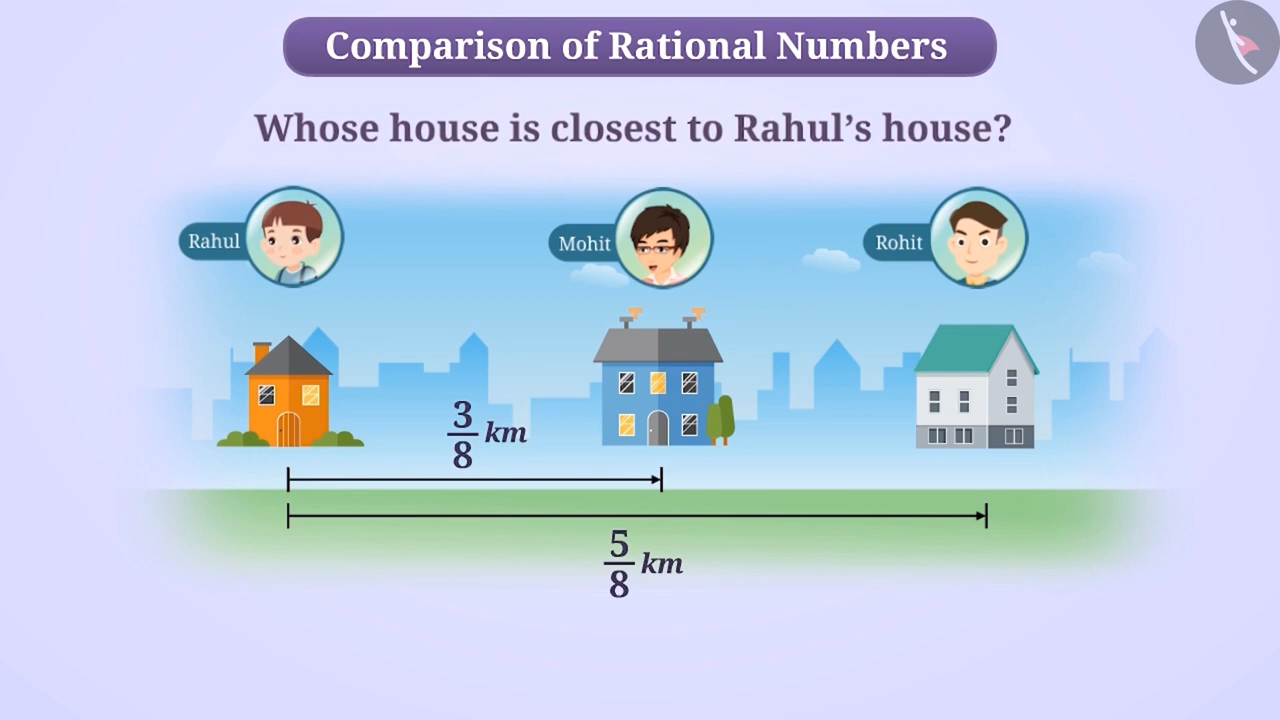 Comparison of Rational Numbers
Whose house is closest to Rahul’s house?
Rahul
Mohit
Rohit
3/8 km
5/8 km